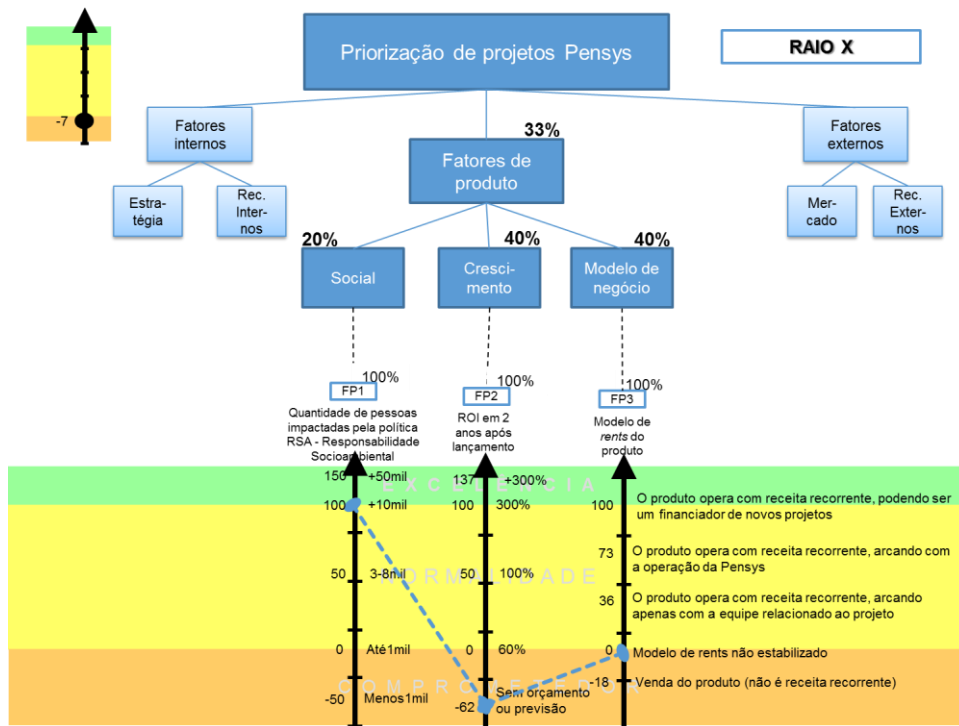 Priorização de projetos Pensys
RAIO X
-7
Fatores
internos
33%
Fatores de
produto
Fatores
externos
Estra-
tégia
Rec.
Inter-
nos
Mer-
cado
Rec.
Exter-
nos
20%
40%
40%
Social
Cresci-
mento
Modelo de
negócio
100%
100%
100%
FP1
FP2
FP3
Quantidade de pessoas
impactadas pela política
RSA - Responsabilidade
Socioambiental
ROI em 2
anos após
lançamento
Modelo de
rents do
produto
EXCELÊNCIA
150 +50mil
137 +300%
100 +10mil
100 300%
100 O produto opera com receita recorrente, podendo ser
um financiador de novos projetos
73 O produto opera com receita recorrente, arcando com
a operação da Pensys
NORMALIDADE
50 3-8mil
50 100%
36 O produto opera com receita recorrente, arcando
apenas com a equipe relacionado ao projeto
0 Até1mil
0 60%
0 Modelo de rents não estabilizado
COMPROMETEDOR
-50 Menos1mil
-62 Sem orçamento
ou previsão
-18 Venda do produto (não é receita recorrente)